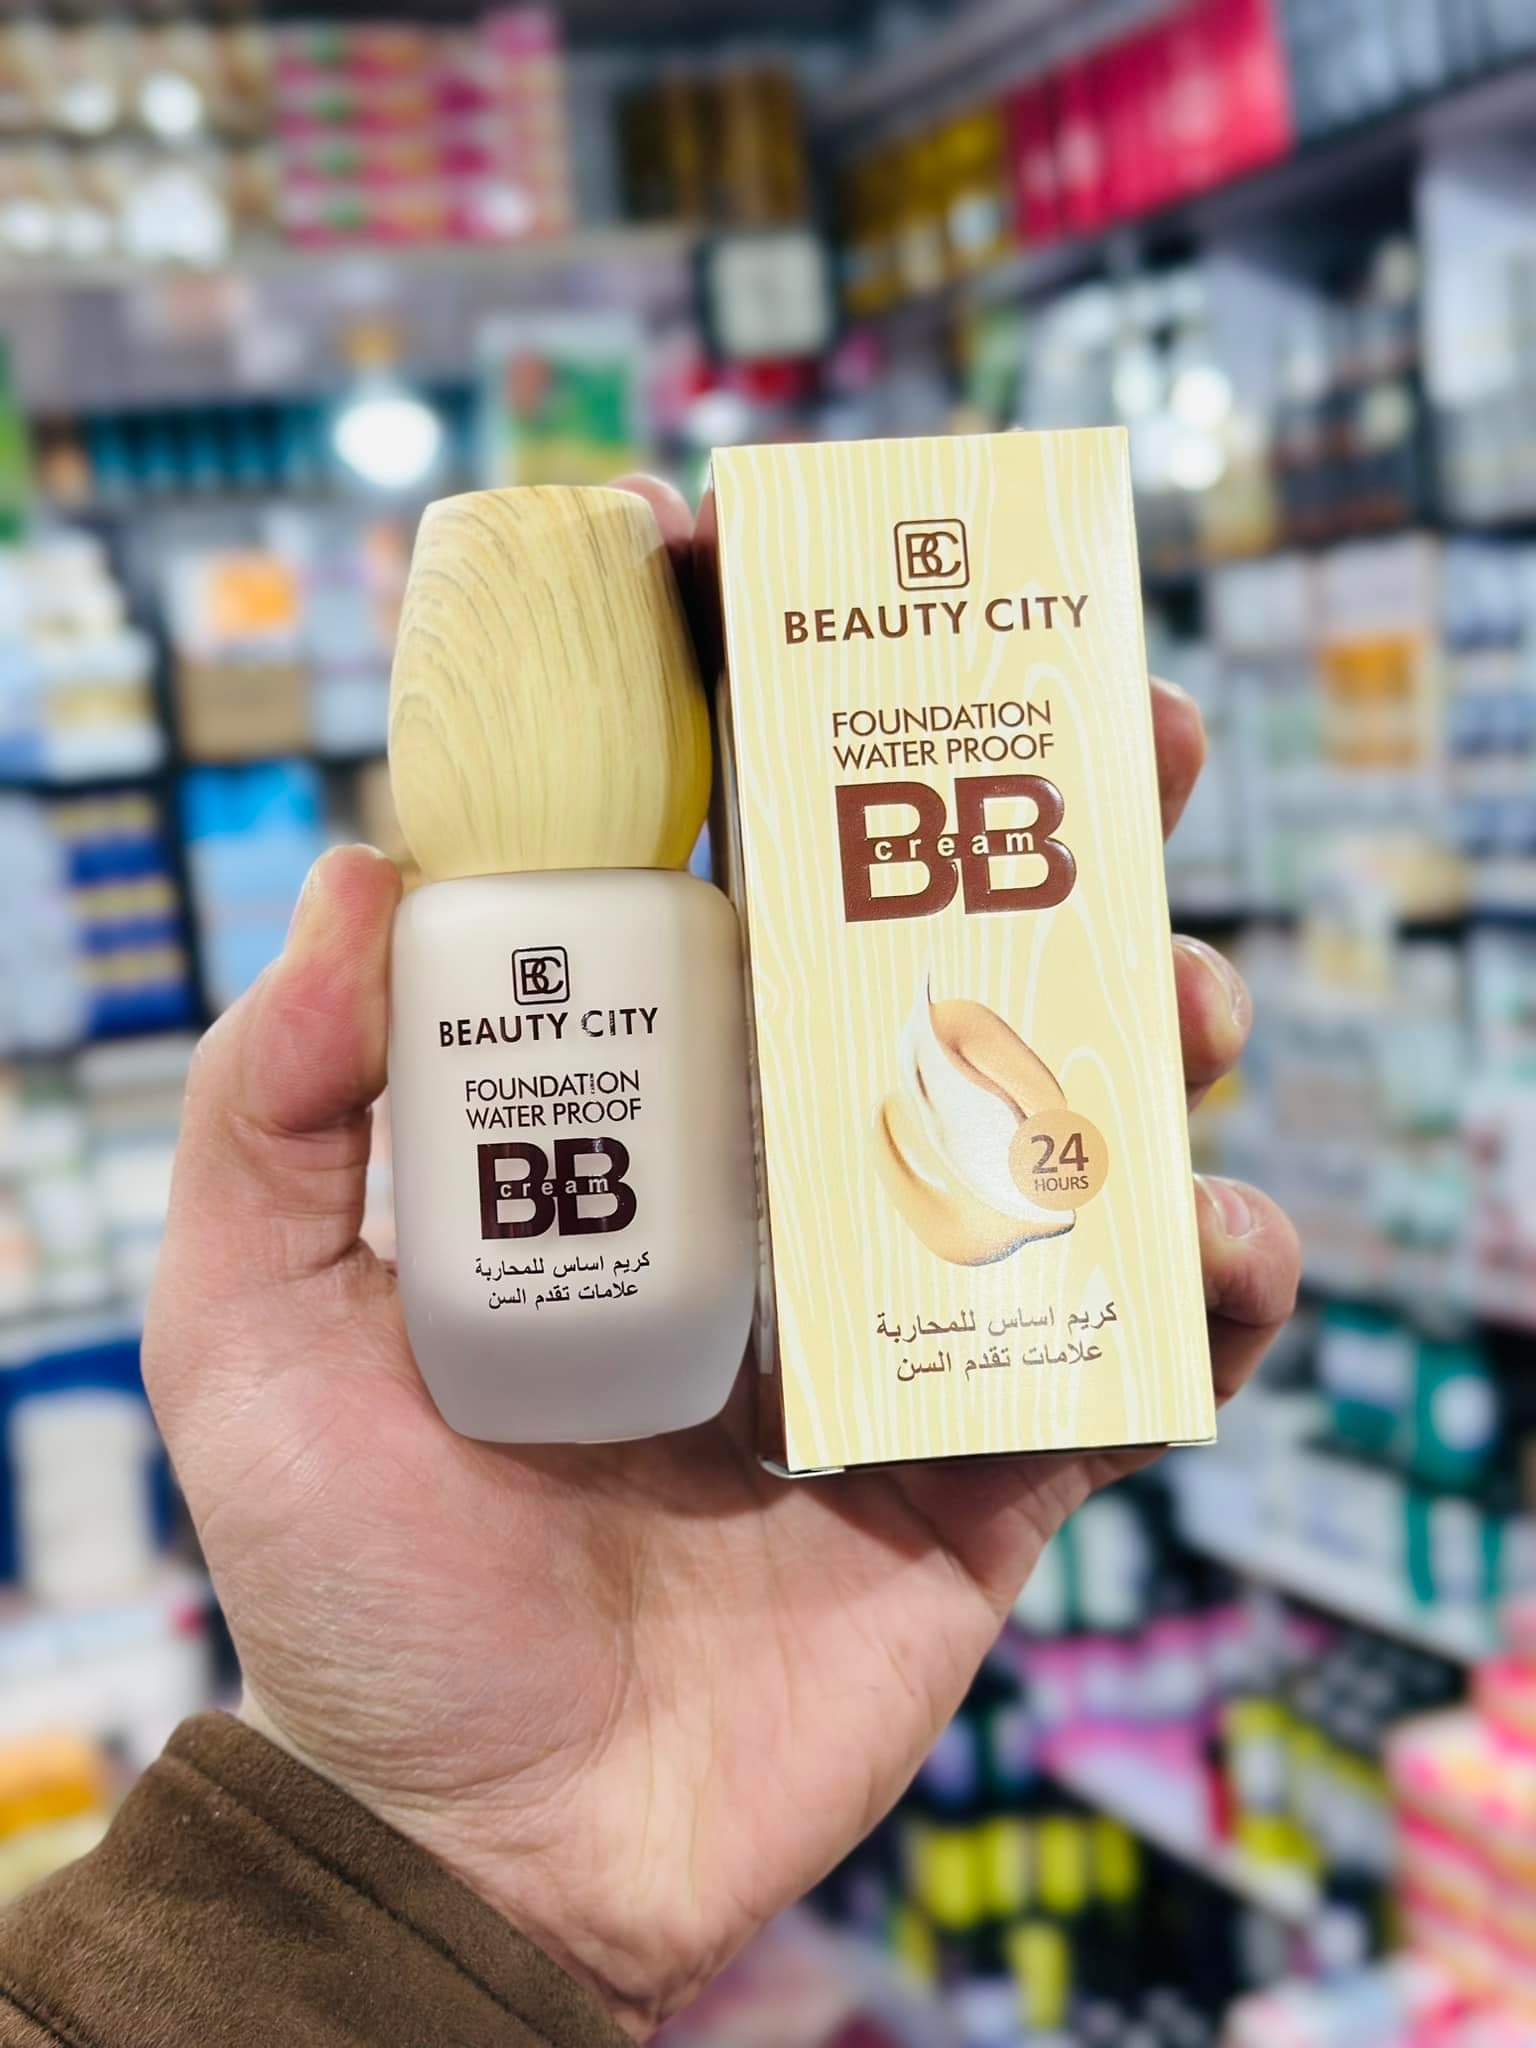 BC
BEAUTY CITY
FOUNDATION
WATER PROOF
BB
cream
كريم اساس للمحاربة
علامات تقدم السن
BC
BEAUTY CITY
FOUNDATION
WATER PROOF
BB
cream
24
HOURS
كريم اساس للمحاربة
علامات تقدم السن